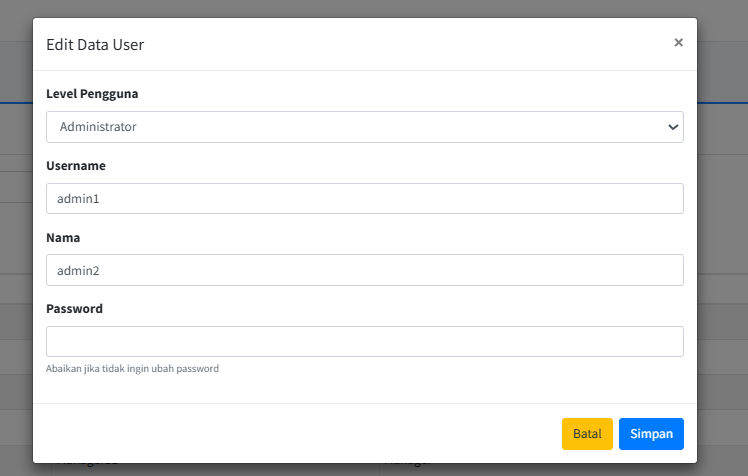 Edit Data User
×
Level Pengguna
Administrator
Username
admin1
Nama
admin2
Password
Abaikan jika tidak ingin ubah password
Batal Simpan